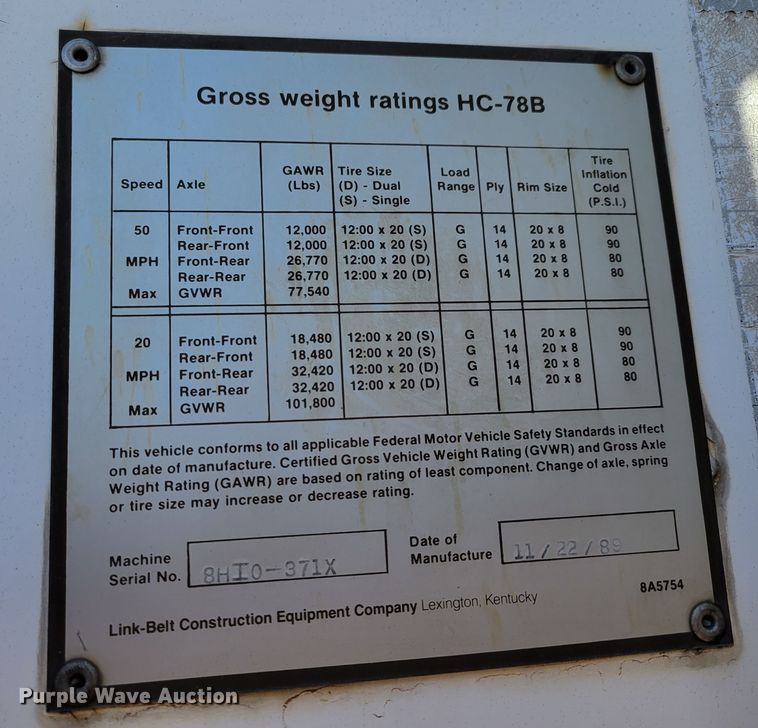 Gross weight ratings HC-78B
Speed Axle GAWR (Lbs) Tire Size (D) - Dual (S) - Single Load Range Ply Rim Size Tire Inflation Cold (P.S.I.)
50 Front-Front 12,000 12:00 x 20 (S) G 14 20 x 8 90
Rear-Front 12,000 12:00 x 20 (S) G 14 20 x 8 90
MPH Front-Rear 26,770 12:00 x 20 (D) G 14 20 x 8 80
Rear-Rear 26,770 12:00 x 20 (D) G 14 20 x 8 80
Max GVWR 77,540
20 Front-Front 18,480 12:00 x 20 (S) G 14 20 x 8 90
Rear-Front 18,480 12:00 x 20 (S) G 14 20 x 8 90
MPH Front-Rear 32,420 12:00 x 20 (D) G 14 20 x 8 80
Rear-Rear 32,420 12:00 x 20 (D) G 14 20 x 8 80
Max GVWR 101,800
This vehicle conforms to all applicable Federal Motor Vehicle Safety Standards in effect
on date of manufacture. Certified Gross Vehicle Weight Rating (GVWR) and Gross Axle
Weight Rating (GAWR) are based on rating of least component. Change of axle, spring
or tire size may increase or decrease rating.
Machine Serial No. 8HI0-371X
Date of Manufacture 11/22/89
8A5754
Link-Belt Construction Equipment Company Lexington, Kentucky
Purple Wave Auction